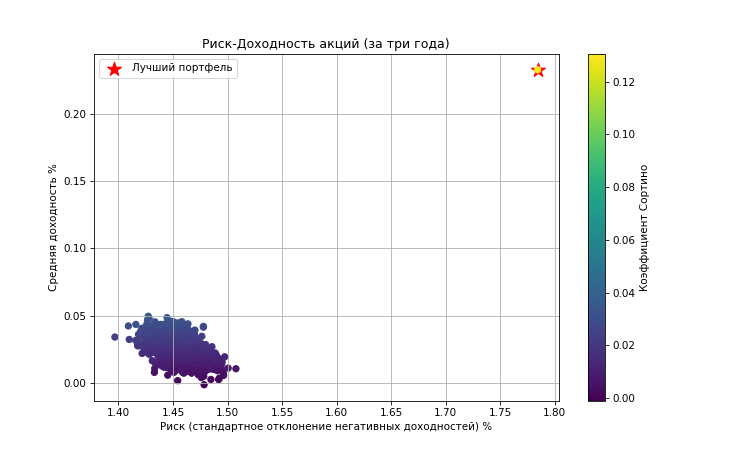 Риск-Доходность акций (за три года)
Лучший портфель
Средняя доходность %
0.20
0.15
0.10
0.05
0.00
1.40 1.45 1.50 1.55 1.60 1.65 1.70 1.75 1.80
Риск (стандартное отклонение негативных доходностей) %
0.12
0.10
0.08
0.06
0.04
0.02
0.00
Коэффициент Сортино